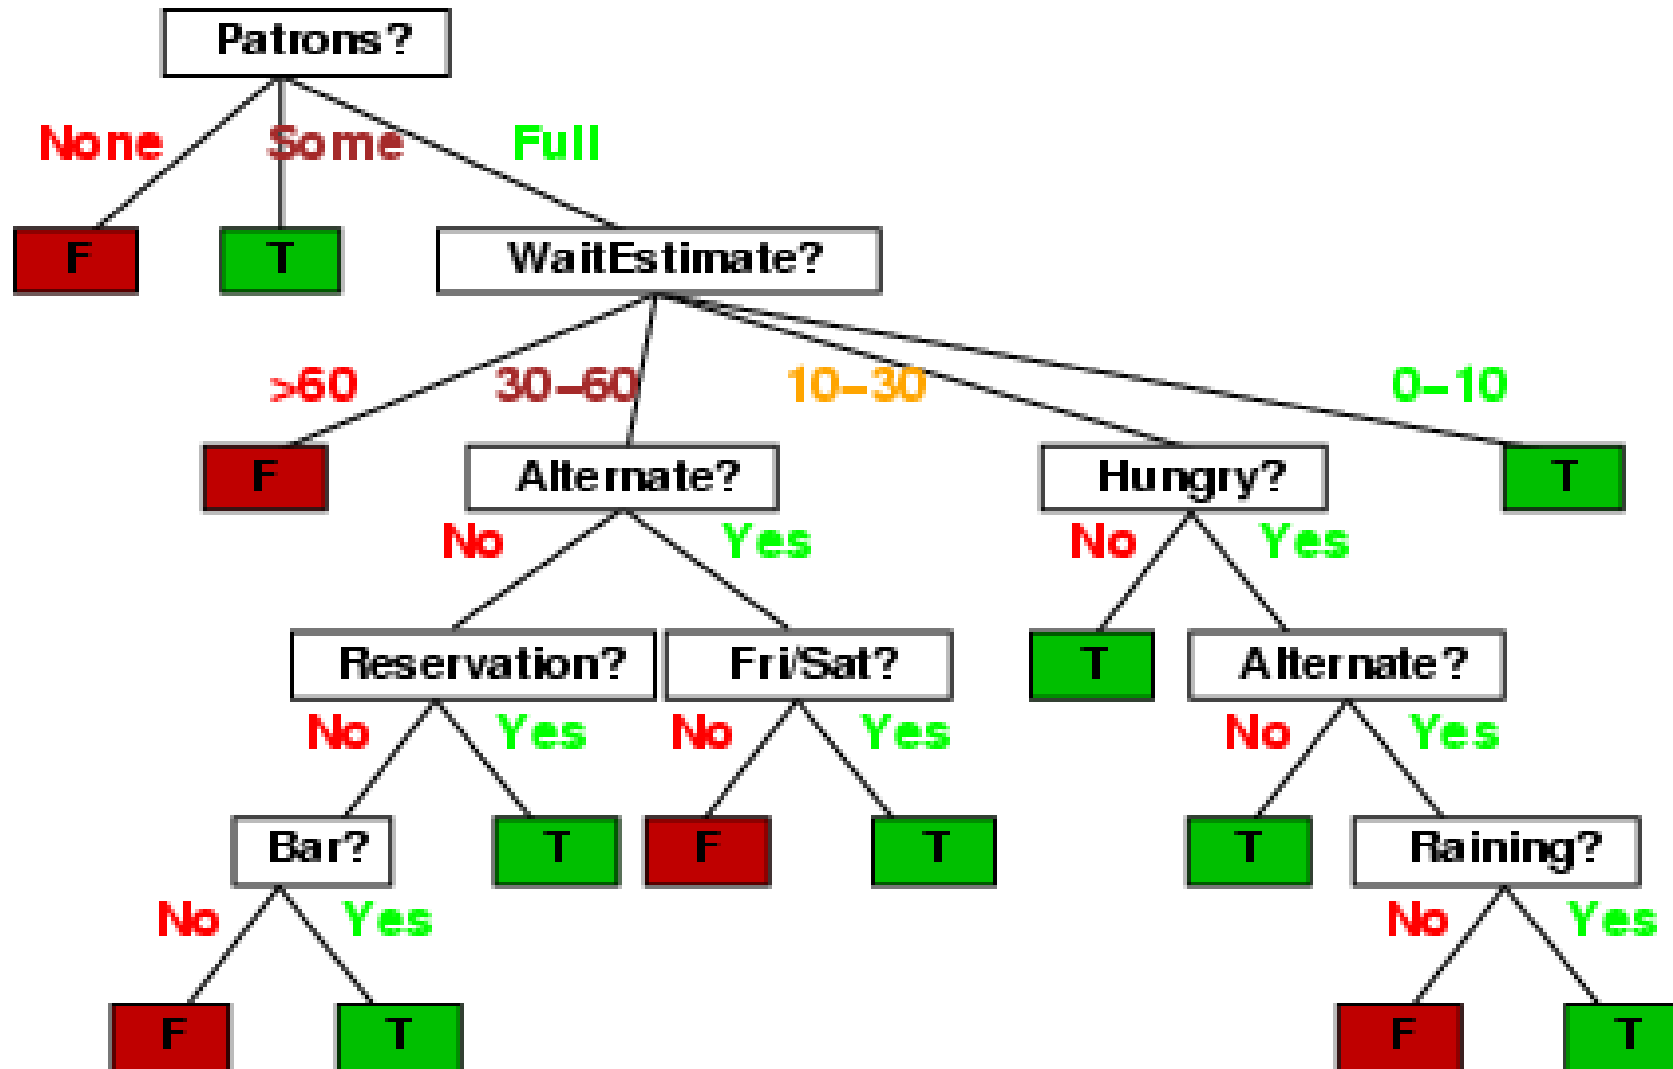 Patrons?
None Some Full
F T WaitEstimate?
>60 30–60 10–30 0–10
F Alternate? Hungry? T
No Yes No Yes
Reservation? Fri/Sat? T Alternate?
No Yes No Yes No Yes
Bar? T F T T Raining?
No Yes No Yes
F T F T